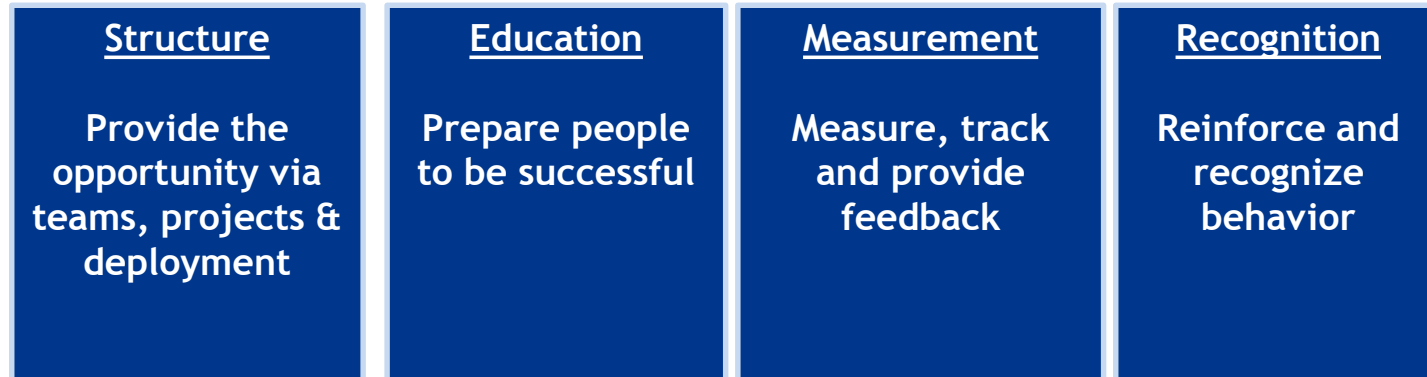 Structure
Provide the
opportunity via
teams, projects &
deployment
Education
Prepare people
to be successful
Measurement
Measure, track
and provide
feedback
Recognition
Reinforce and
recognize
behavior